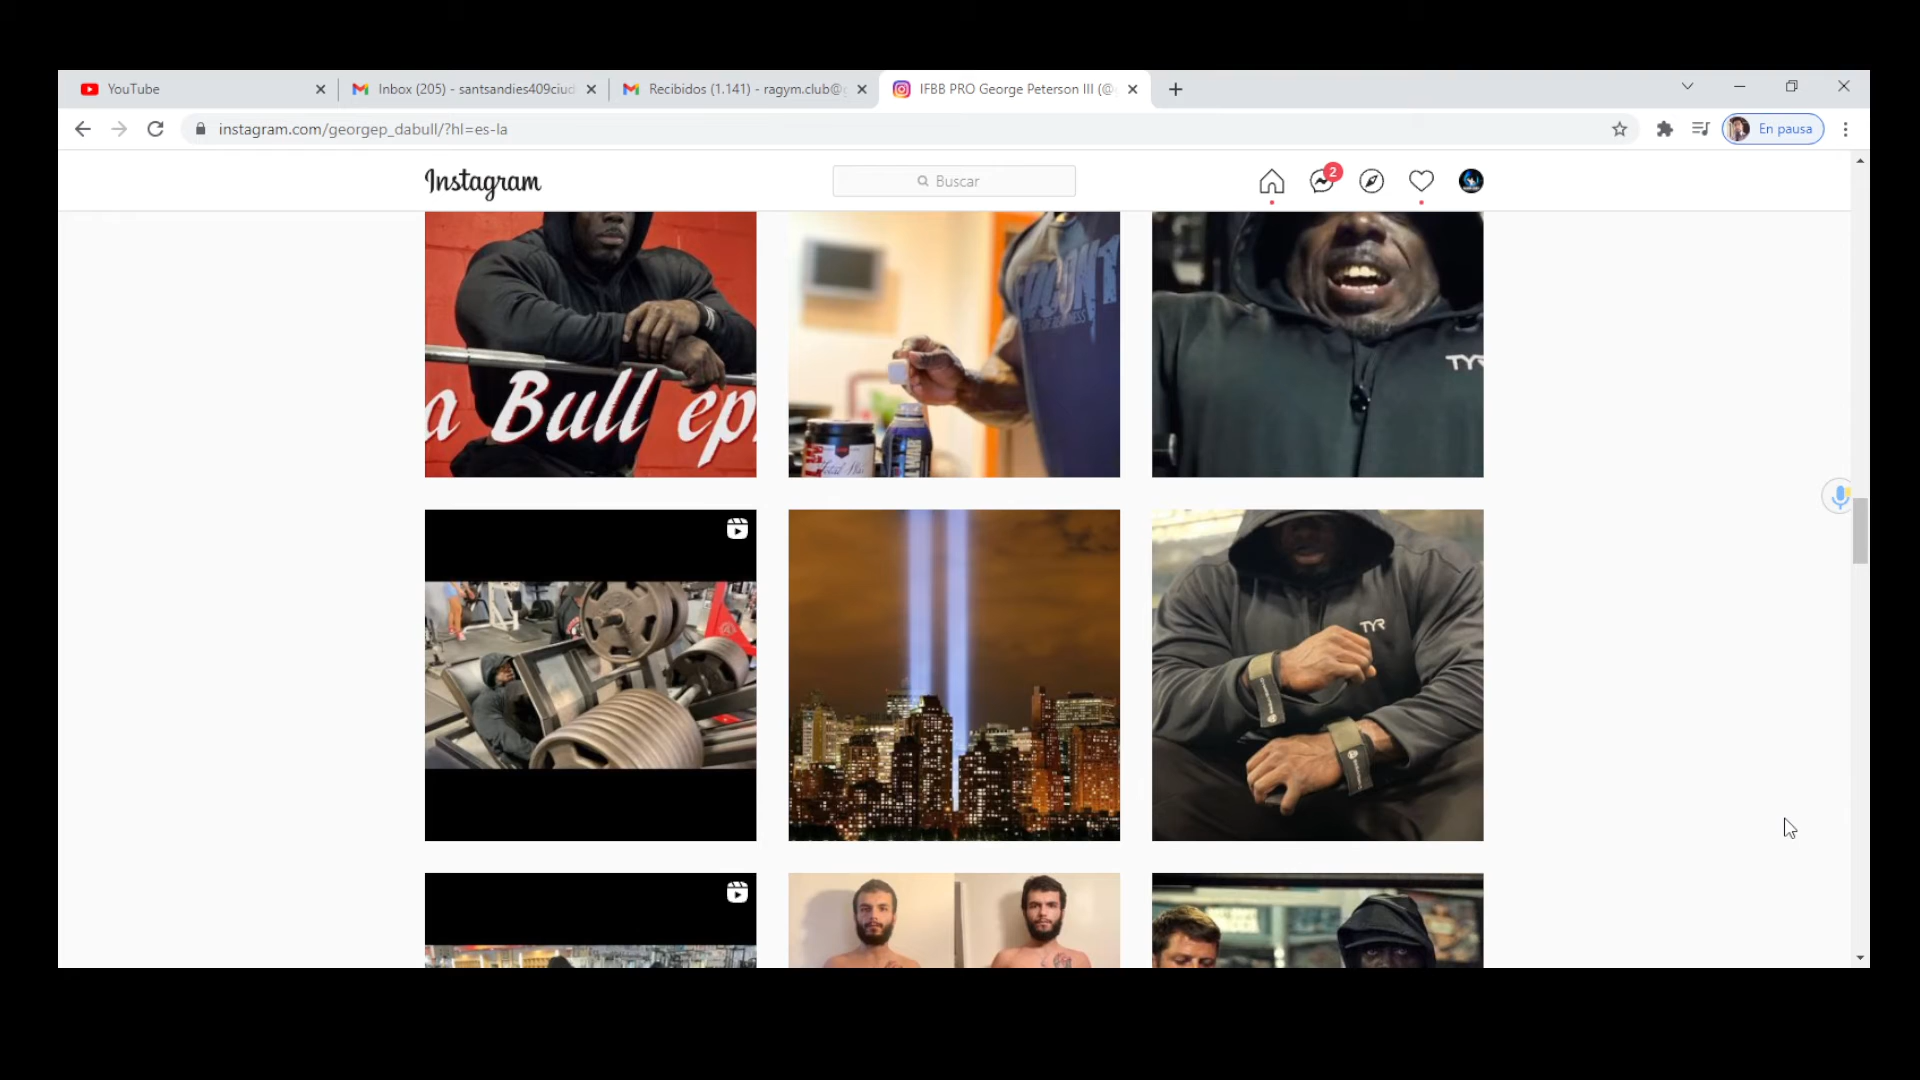 YouTube
Inbox (205) - santsandies409ciud
Recibidos (1.141) - ragym.club@
IFBB PRO George Peterson III (@
instagram.com/georgep_dabull/?hl=es-la
En pausa
Instagram
Buscar
2
a Bull ep
TYR
TYR